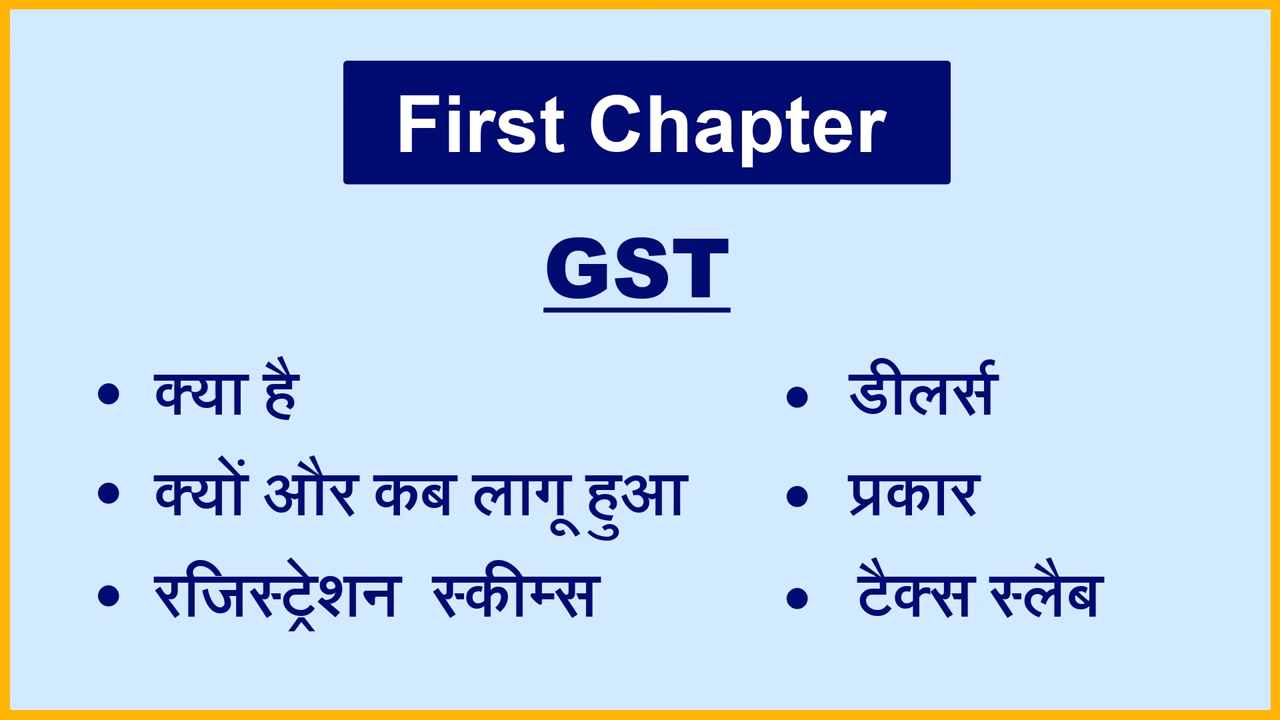 First Chapter
GST
• क्या है
• क्यों और कब लागू हुआ
• रजिस्ट्रेशन स्कीम्स
• डीलर्स
• प्रकार
• टैक्स स्लैब